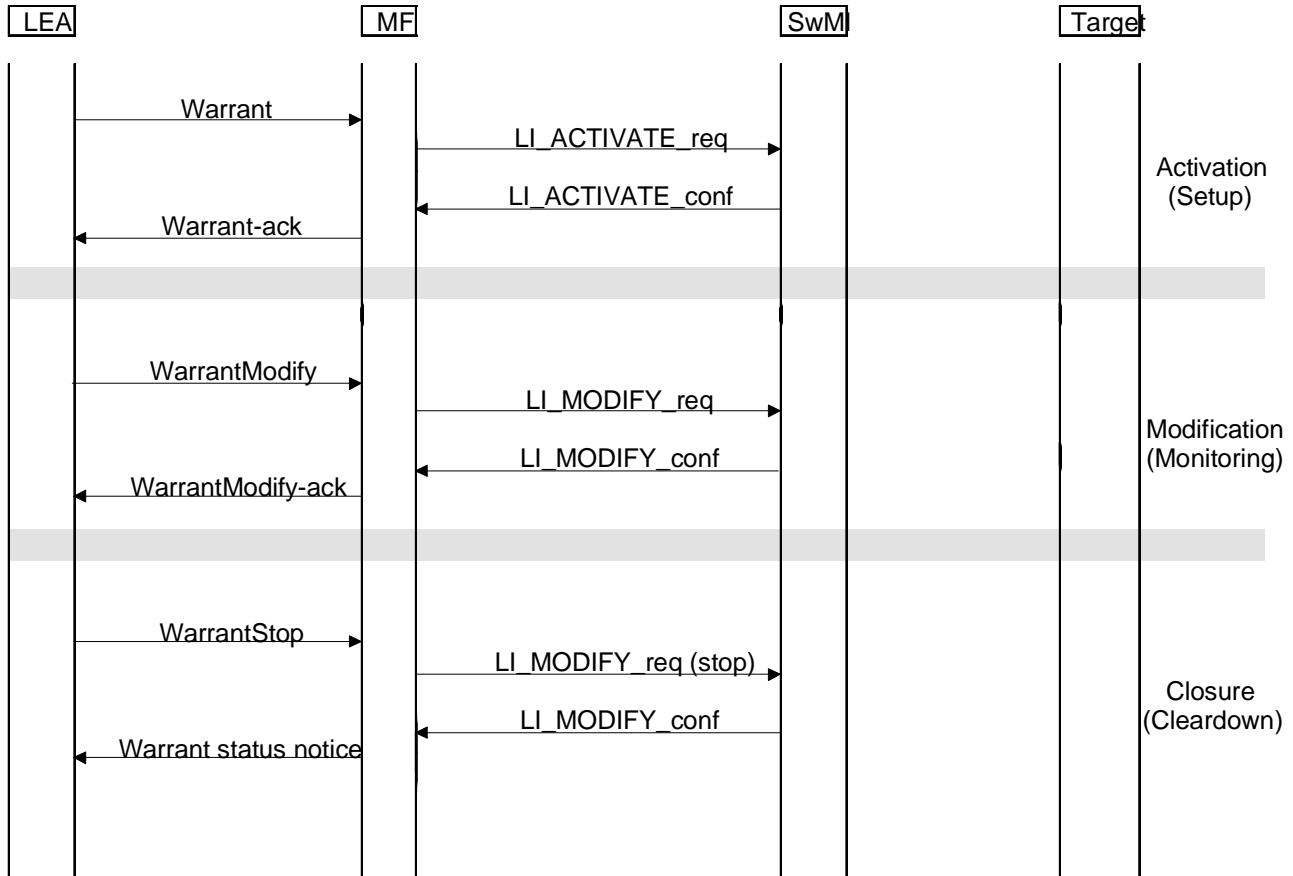 LEA
MF
SwMI
Target
Warrant
LI_ACTIVATE_req
Activation
(Setup)
LI_ACTIVATE_conf
Warrant-ack
WarrantModify
LI_MODIFY_req
Modification
(Monitoring)
LI_MODIFY_conf
WarrantModify-ack
WarrantStop
LI_MODIFY_req (stop)
Closure
(Cleardown)
LI_MODIFY_conf
Warrant status notice